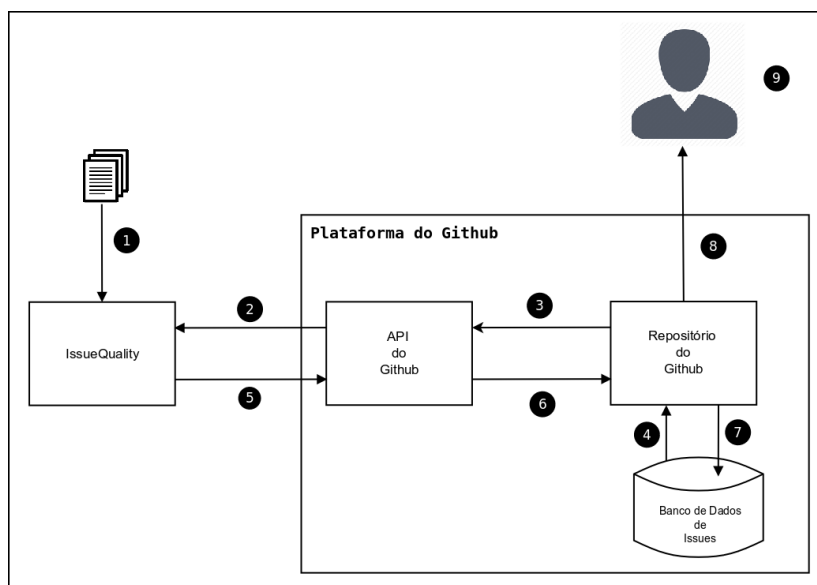 9
1
Plataforma do Github
8
2
3
IssueQuality
API
do
Github
Repositório
do
Github
5
6
4
7
Banco de Dados
de
Issues